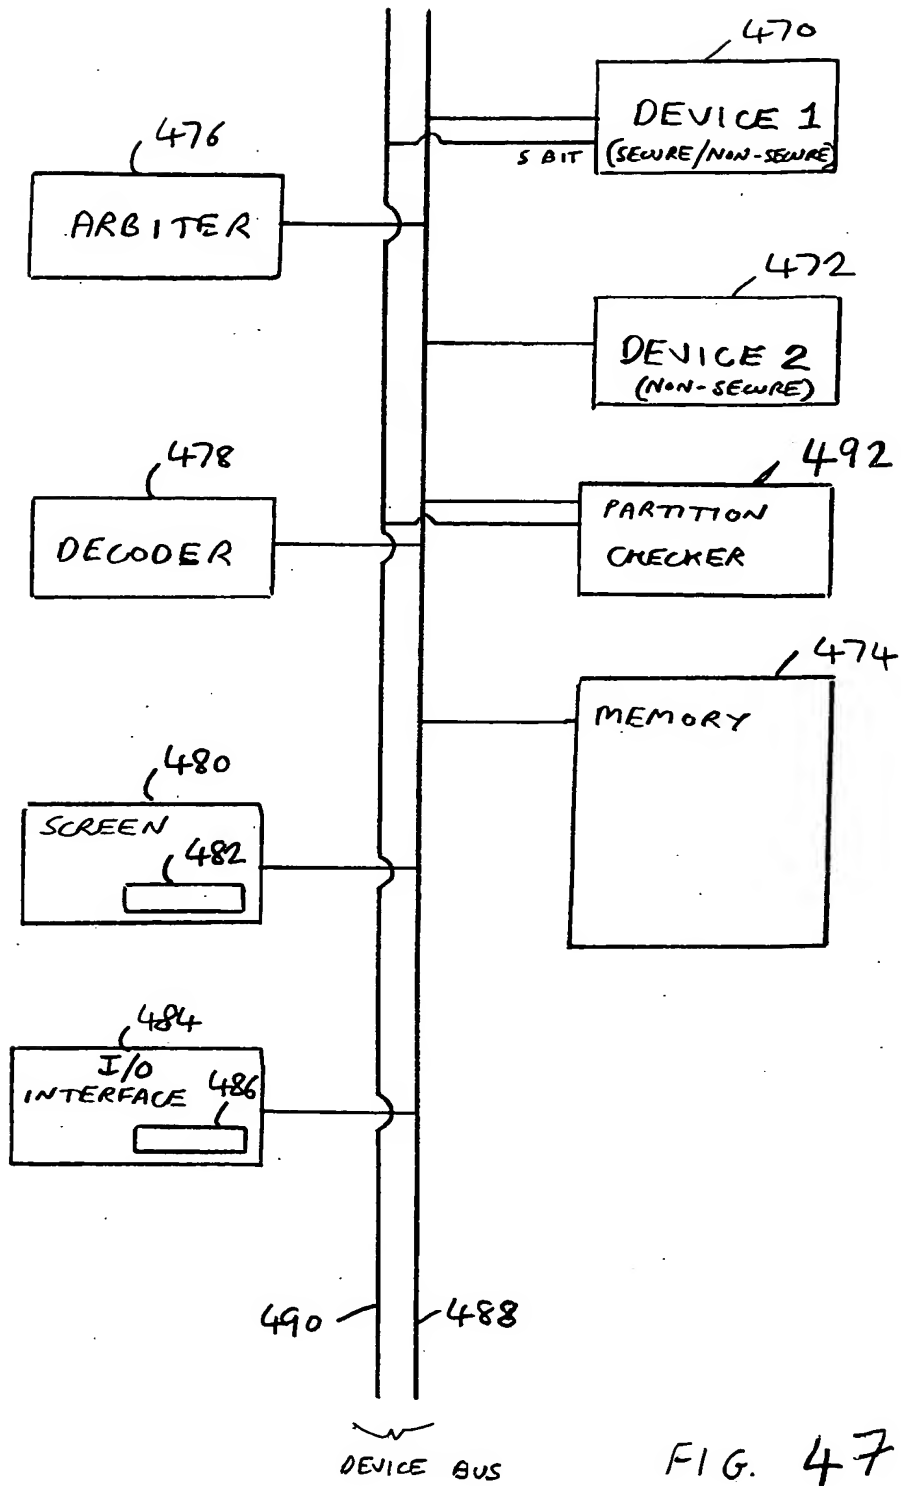 470
DEVICE 1
(SECURE/NON-SECURE)
S BIT
476
ARBITER
472
DEVICE 2
(NON-SECURE)
478
DECODER
492
PARTITION
CHECKER
474
MEMORY
480
SCREEN
482
484
I/O
INTERFACE
486
490
488
DEVICE BUS
FIG. 47